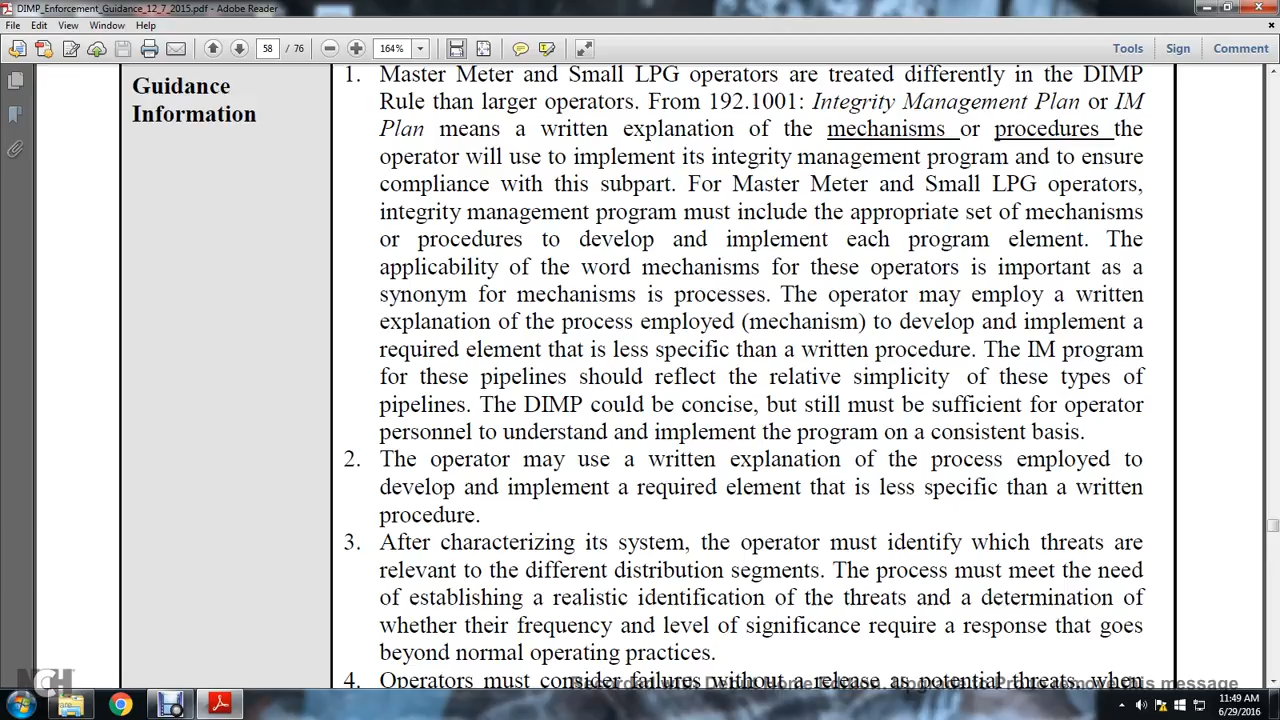 DIMP_Enforcement_Guidance_12_7_2015.pdf - Adobe Reader
File Edit View Window Help
58 / 76 164% Tools Sign Comment
Guidance
Information
1. Master Meter and Small LPG operators are treated differently in the DIMP
Rule than larger operators. From 192.1001: Integrity Management Plan or IM
Plan means a written explanation of the mechanisms or procedures the
operator will use to implement its integrity management program and to ensure
compliance with this subpart. For Master Meter and Small LPG operators,
integrity management program must include the appropriate set of mechanisms
or procedures to develop and implement each program element. The
applicability of the word mechanisms for these operators is important as a
synonym for mechanisms is processes. The operator may employ a written
explanation of the process employed (mechanism) to develop and implement a
required element that is less specific than a written procedure. The IM program
for these pipelines should reflect the relative simplicity of these types of
pipelines. The DIMP could be concise, but still must be sufficient for operator
personnel to understand and implement the program on a consistent basis.
2. The operator may use a written explanation of the process employed to
develop and implement a required element that is less specific than a written
procedure.
3. After characterizing its system, the operator must identify which threats are
relevant to the different distribution segments. The process must meet the need
of establishing a realistic identification of the threats and a determination of
whether their frequency and level of significance require a response that goes
beyond normal operating practices.
4. Operators must consider failures without a release as potential threats when
NCH
11:49 AM
6/29/2016